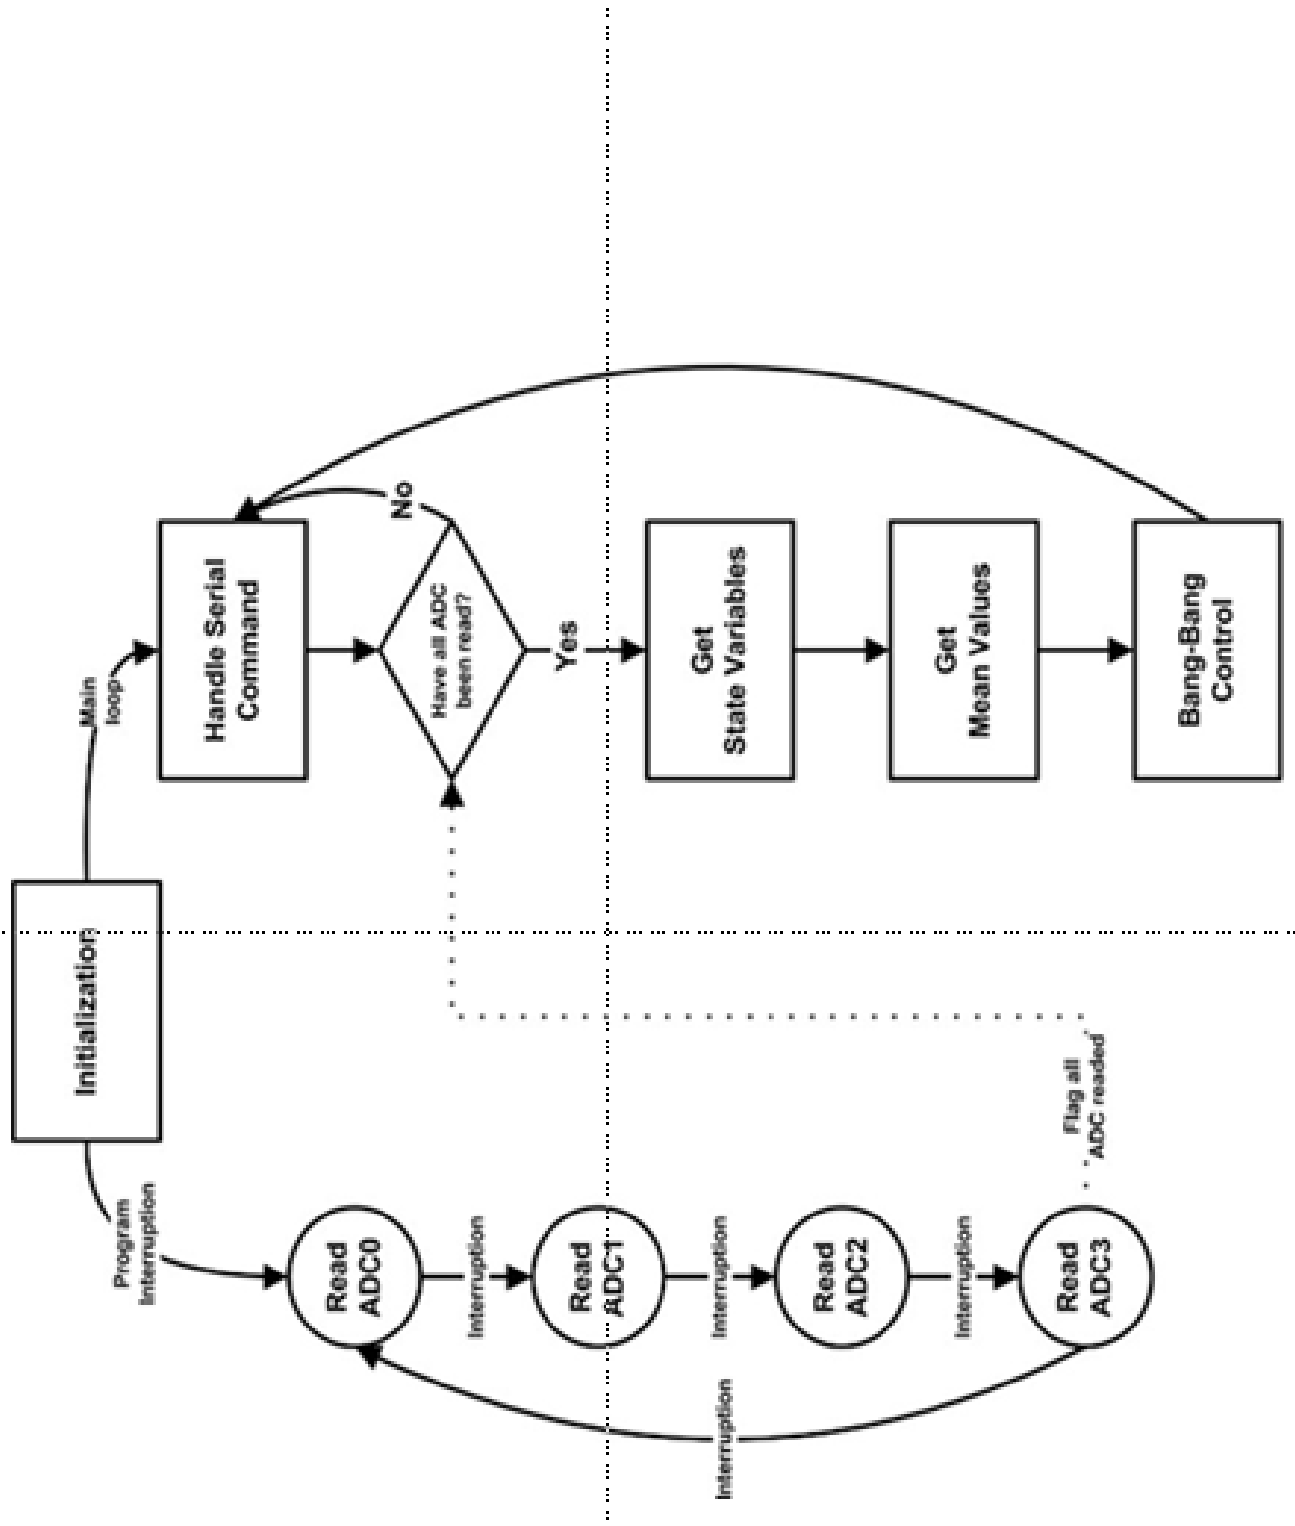 Initialization
Main
loop
Handle Serial
Command
Have all ADC
been read?
No
Yes
Get
State Variables
Get
Mean Values
Bang-Bang
Control
Program
Interruption
Read
ADC0
Interruption
Read
ADC1
Interruption
Read
ADC2
Interruption
Read
ADC3
Interruption
Flag all
ADC readed